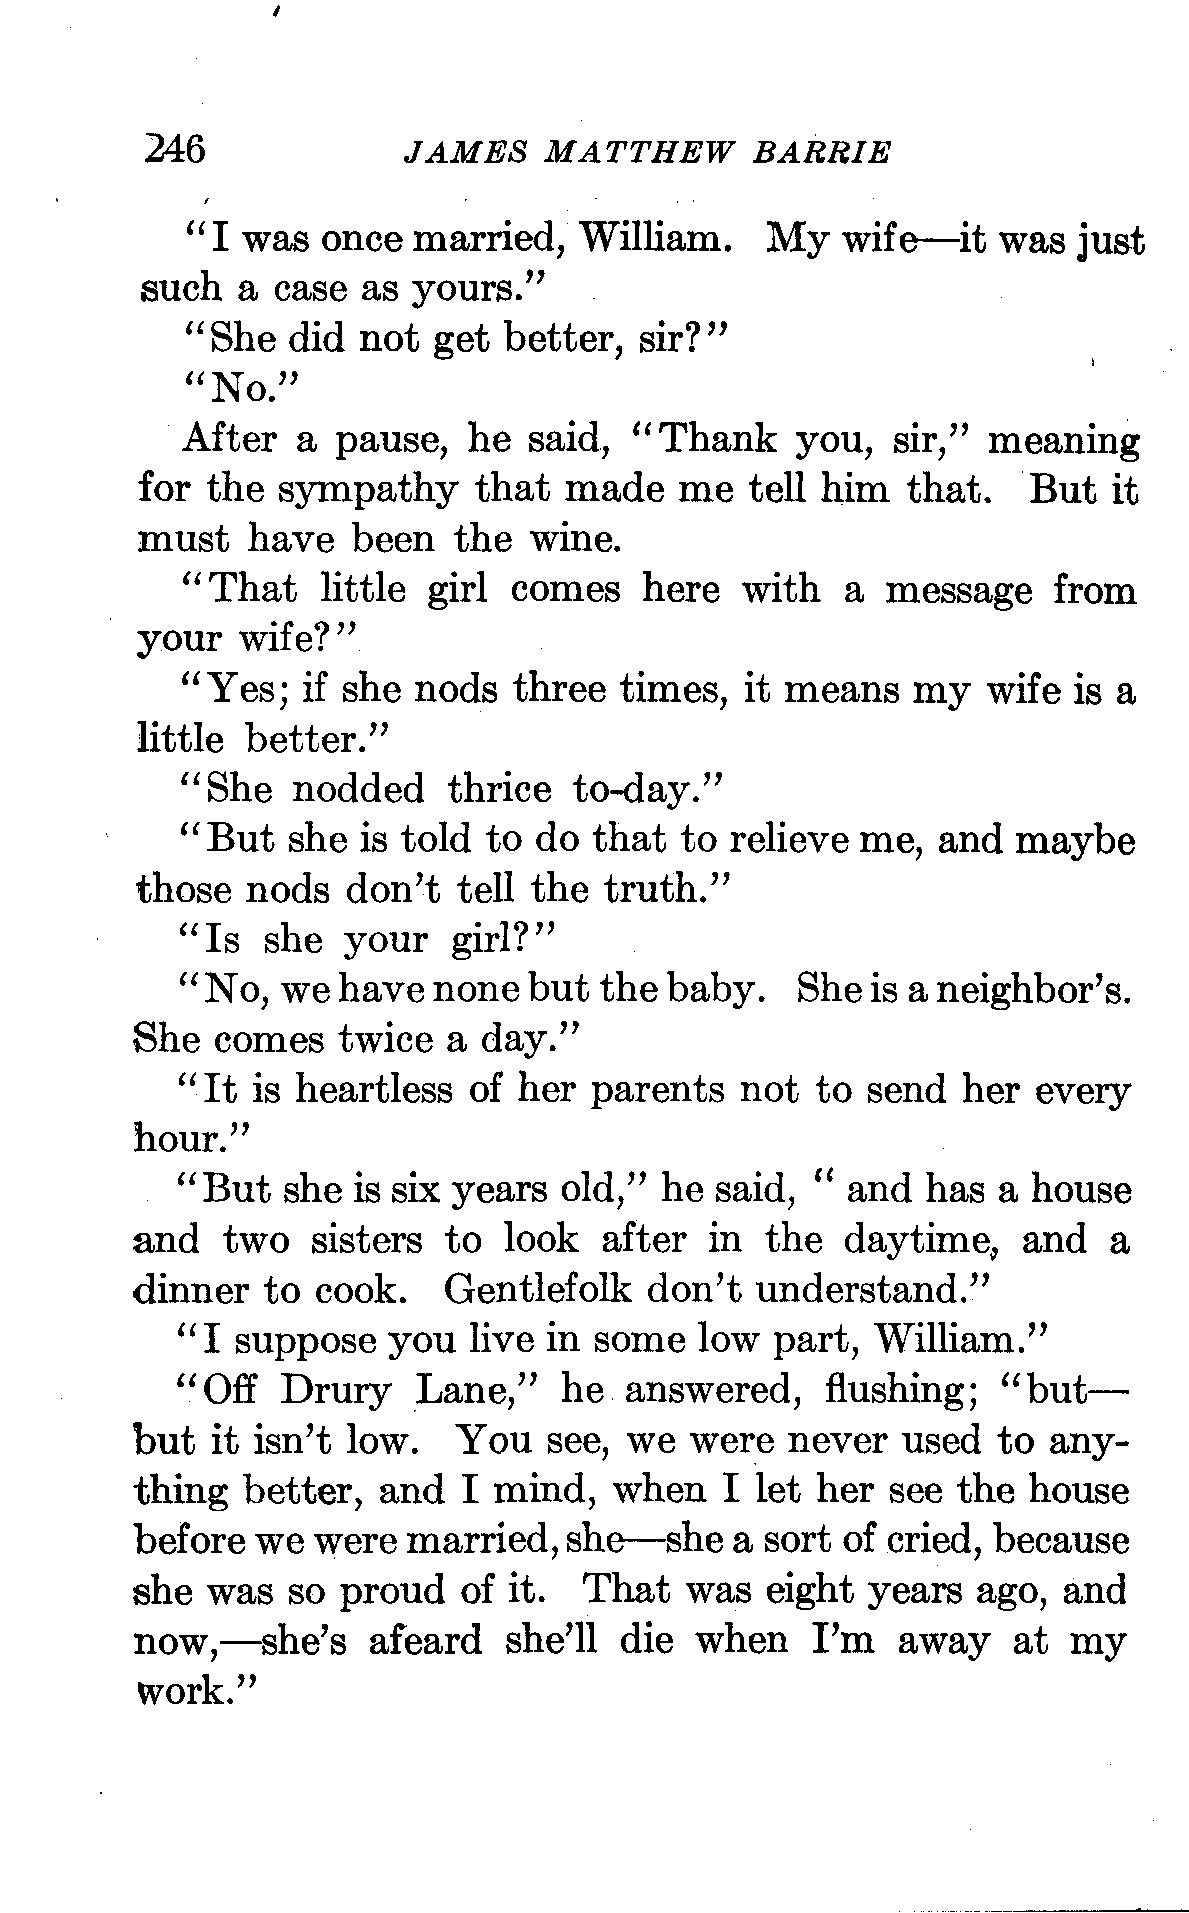 246 JAMES MATTHEW BARRIE
"I was once married, William. My wife—it was just
such a case as yours."
"She did not get better, sir?"
"No."
After a pause, he said, "Thank you, sir," meaning
for the sympathy that made me tell him that. But it
must have been the wine.
"That little girl comes here with a message from
your wife?"
"Yes; if she nods three times, it means my wife is a
little better."
"She nodded thrice to-day."
"But she is told to do that to relieve me, and maybe
those nods don't tell the truth."
"Is she your girl?"
"No, we have none but the baby. She is a neighbor's.
She comes twice a day."
"It is heartless of her parents not to send her every
hour."
"But she is six years old," he said, " and has a house
and two sisters to look after in the daytime, and a
dinner to cook. Gentlefolk don't understand."
"I suppose you live in some low part, William."
"Off Drury Lane," he answered, flushing; "but—
but it isn't low. You see, we were never used to any-
thing better, and I mind, when I let her see the house
before we were married, she—she a sort of cried, because
she was so proud of it. That was eight years ago, and
now,—she's afeard she'll die when I'm away at my
work."